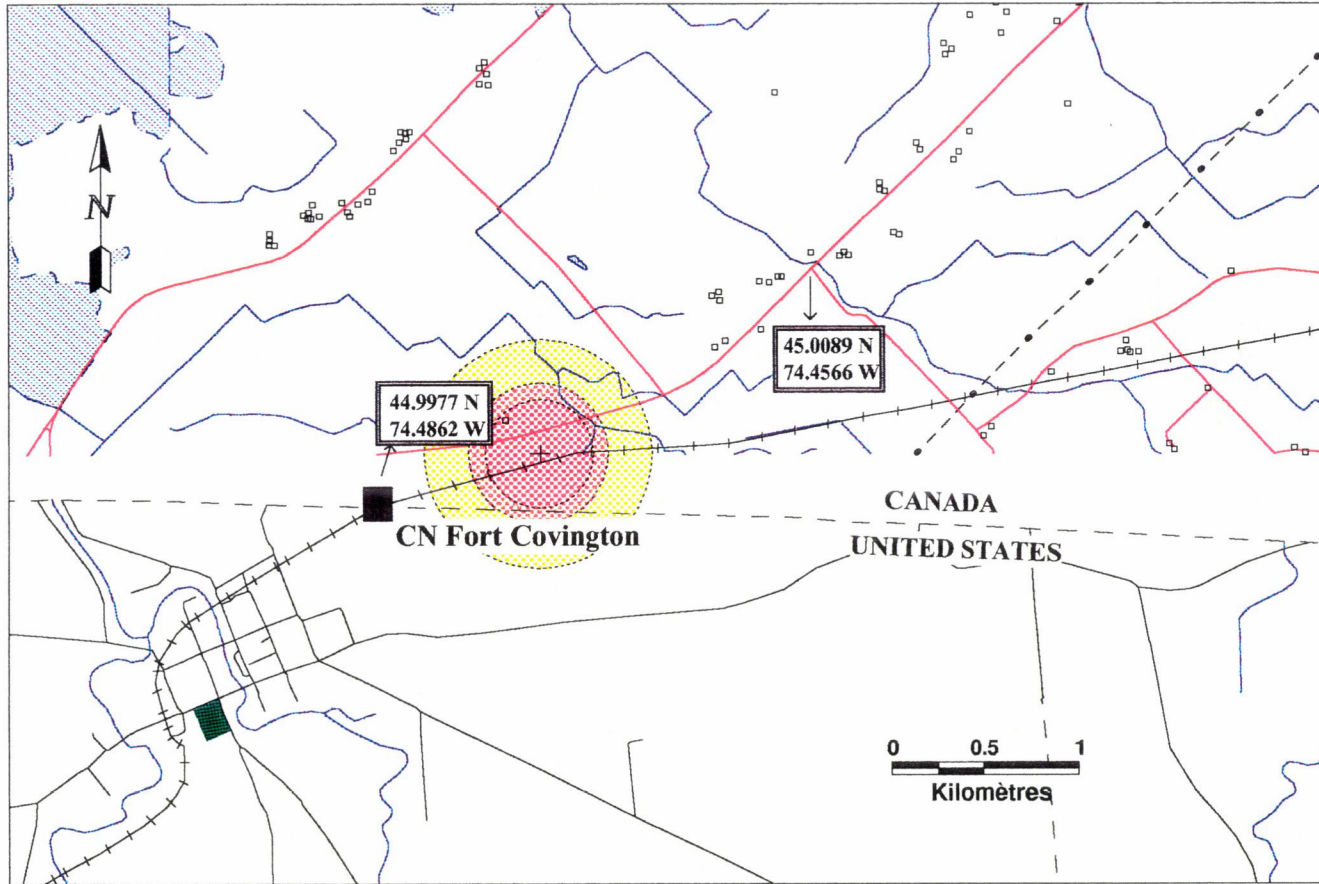 N
45.0089 N
74.4566 W
44.9977 N
74.4862 W
CANADA
CN Fort Covington
UNITED STATES
0 0.5 1
Kilomètres